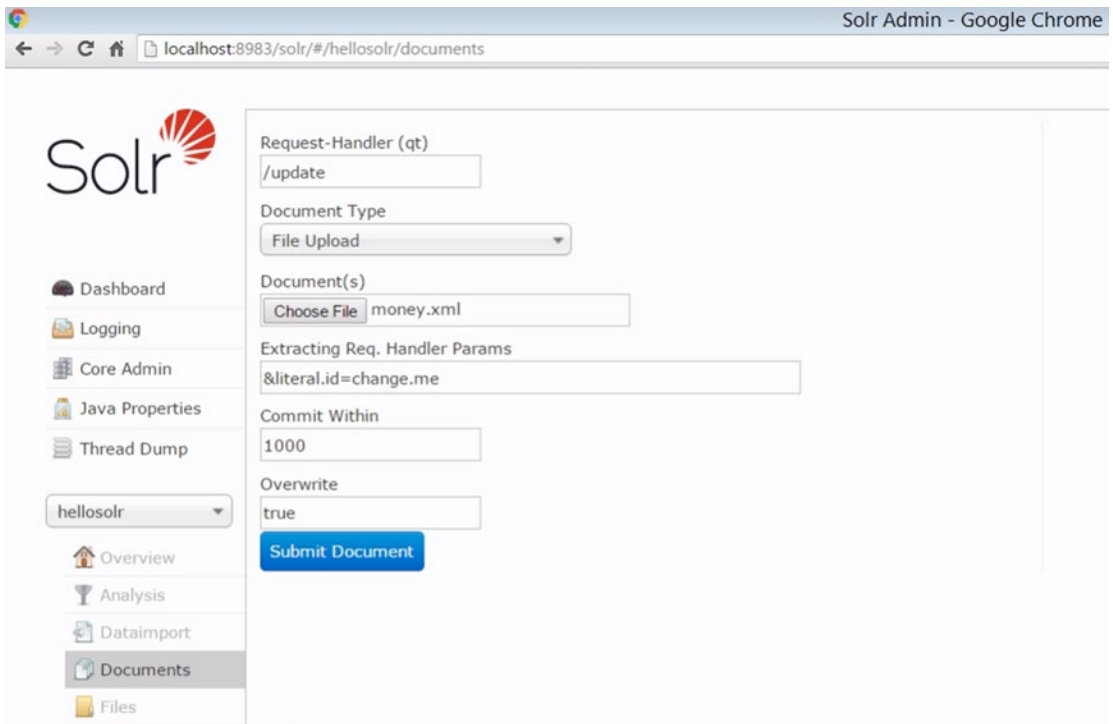 Solr Admin - Google Chrome
localhost:8983/solr/#/hellosolr/documents
Solr
Dashboard
Logging
Core Admin
Java Properties
Thread Dump
hellosolr
Overview
Analysis
Dataimport
Documents
Files
Request-Handler (qt)
/update
Document Type
File Upload
Document(s)
Choose File money.xml
Extracting Req. Handler Params
&literal.id=change.me
Commit Within
1000
Overwrite
true
Submit Document